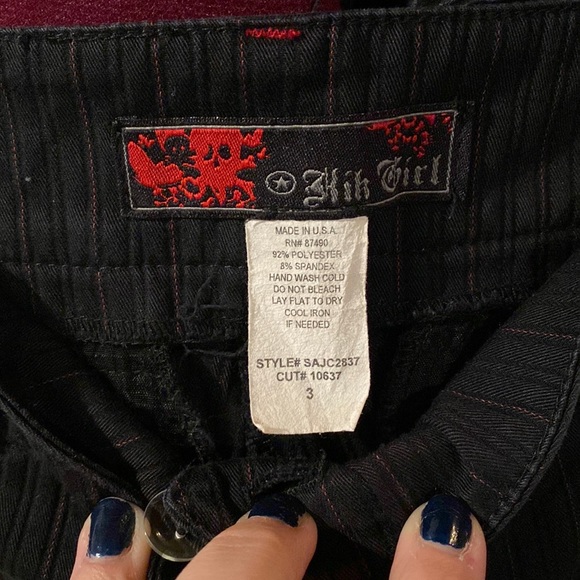 Kik Girl
MADE IN U.S.A.
RN# 87490
92% POLYESTER
8% SPANDEX
HAND WASH COLD
DO NOT BLEACH
LAY FLAT TO DRY
COOL IRON
IF NEEDED
STYLE# SAJC2837
CUT# 10637
3